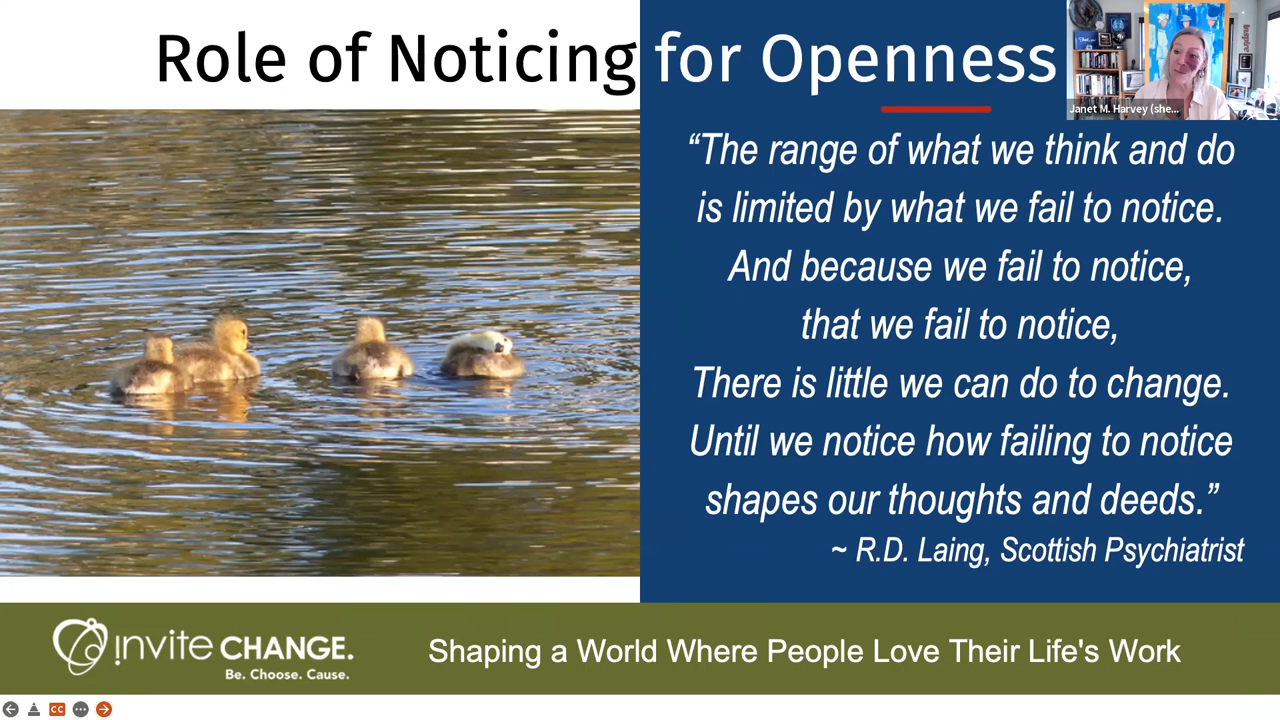 Role of Noticing for Openness
Janet M. Harvey (she...
“The range of what we think and do
is limited by what we fail to notice.
And because we fail to notice,
that we fail to notice,
There is little we can do to change.
Until we notice how failing to notice
shapes our thoughts and deeds.”
~ R.D. Laing, Scottish Psychiatrist
invite CHANGE.
Be. Choose. Cause.
Shaping a World Where People Love Their Life's Work
CC